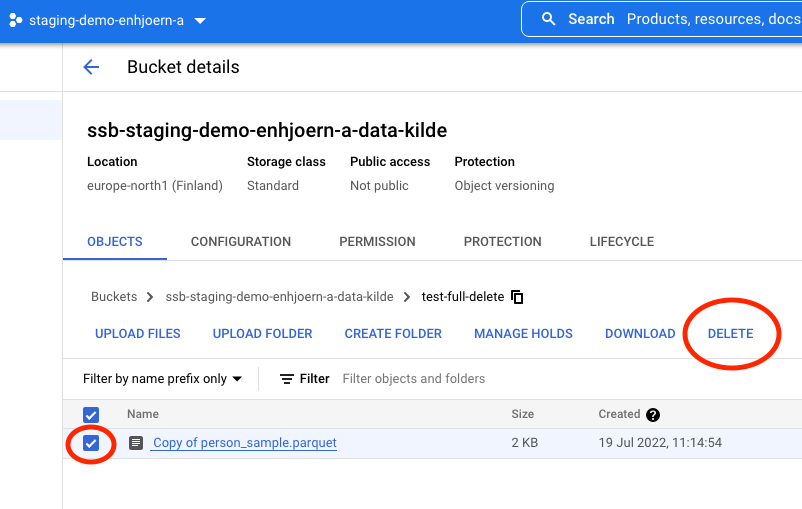 staging-demo-enhjoern-a Search Products, resources, docs
Bucket details
ssb-staging-demo-enhjoern-a-data-kilde
Location Storage class Public access Protection
europe-north1 (Finland) Standard Not public Object versioning
OBJECTS CONFIGURATION PERMISSION PROTECTION LIFECYCLE
Buckets > ssb-staging-demo-enhjoern-a-data-kilde > test-full-delete
UPLOAD FILES UPLOAD FOLDER CREATE FOLDER MANAGE HOLDS DOWNLOAD DELETE
Filter by name prefix only Filter Filter objects and folders
Name Size Created ?
Copy of person_sample.parquet 2 KB 19 Jul 2022, 11:14:54